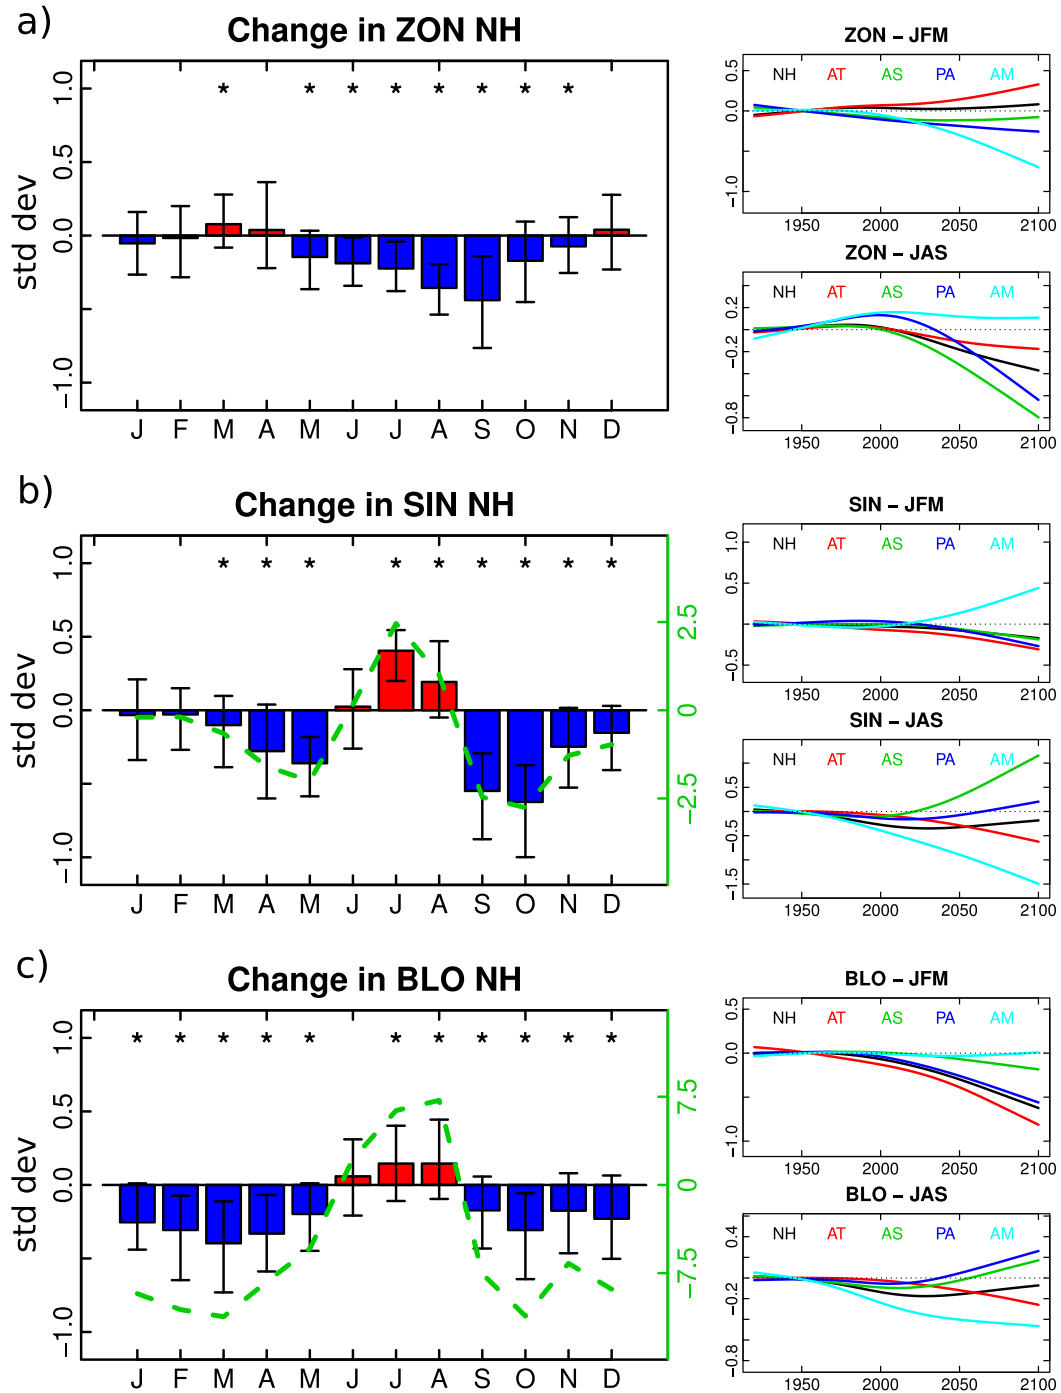 a)
Change in ZON NH
std dev
1.0
0.5
0.0
−1.0
* * * * * * * *
J F M A M J J A S O N D
ZON − JFM
NH AT AS PA AM
0.5
0.0
−1.0
1950 2000 2050 2100
ZON − JAS
NH AT AS PA AM
0.2
−0.2
−0.8
1950 2000 2050 2100
b)
Change in SIN NH
std dev
1.0
0.5
0.0
−1.0
2.5
0
−2.5
* * * * * * * * *
J F M A M J J A S O N D
SIN − JFM
NH AT AS PA AM
1.0
0.5
−0.5
1950 2000 2050 2100
SIN − JAS
NH AT AS PA AM
0.5
−0.5
−1.5
1950 2000 2050 2100
c)
Change in BLO NH
std dev
1.0
0.5
0.0
−1.0
7.5
0
−7.5
* * * * * * * * * * *
J F M A M J J A S O N D
BLO − JFM
NH AT AS PA AM
0.5
0.0
−1.0
1950 2000 2050 2100
BLO − JAS
NH AT AS PA AM
0.4
−0.2
−0.8
1950 2000 2050 2100